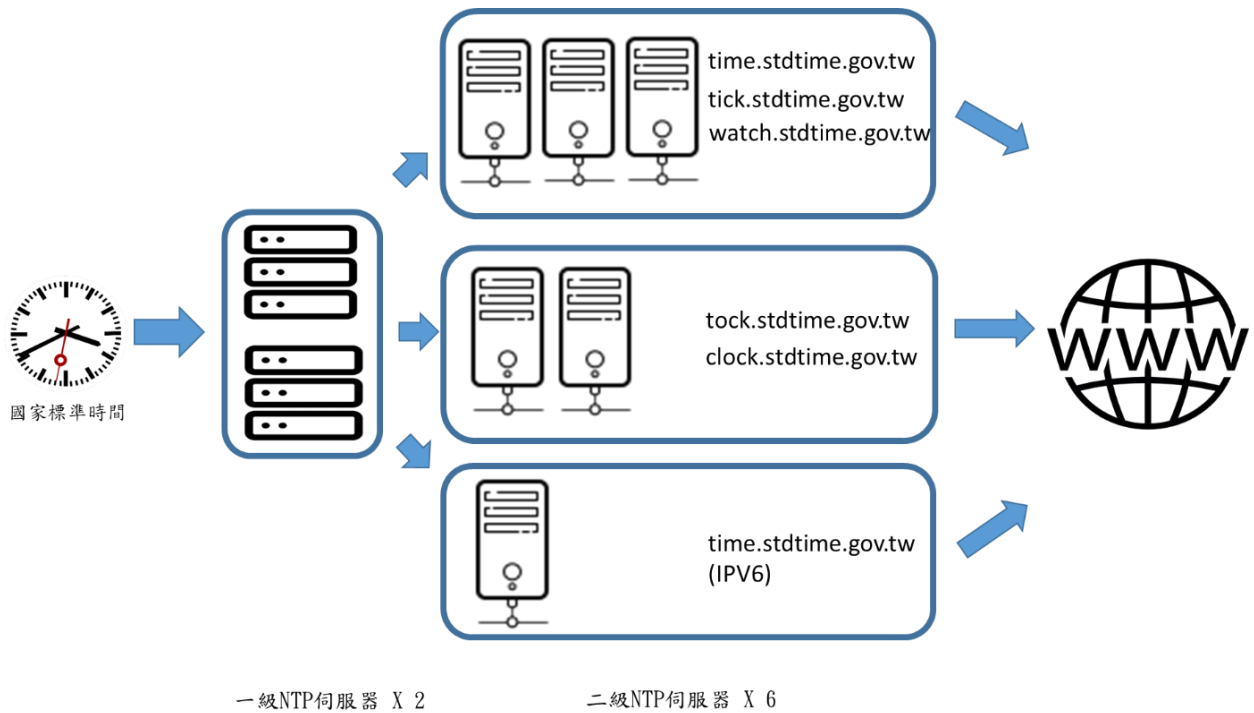 time.stdtime.gov.tw
tick.stdtime.gov.tw
watch.stdtime.gov.tw
tock.stdtime.gov.tw
clock.stdtime.gov.tw
WWW
國家標準時間
time.stdtime.gov.tw
(IPV6)
一級NTP伺服器 X 2
二級NTP伺服器 X 6